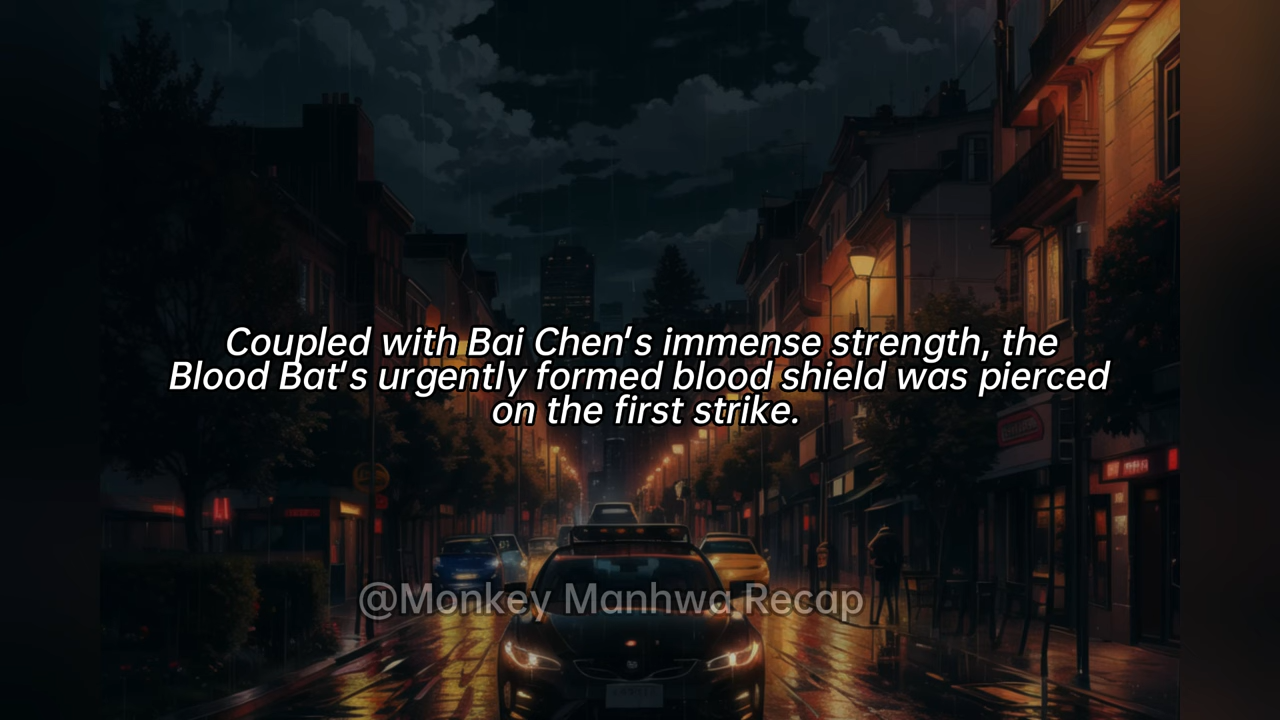 Coupled with Bai Chen's immense strength, the
Blood Bat's urgently formed blood shield was pierced
on the first strike.
@Monkey Manhwa Recap